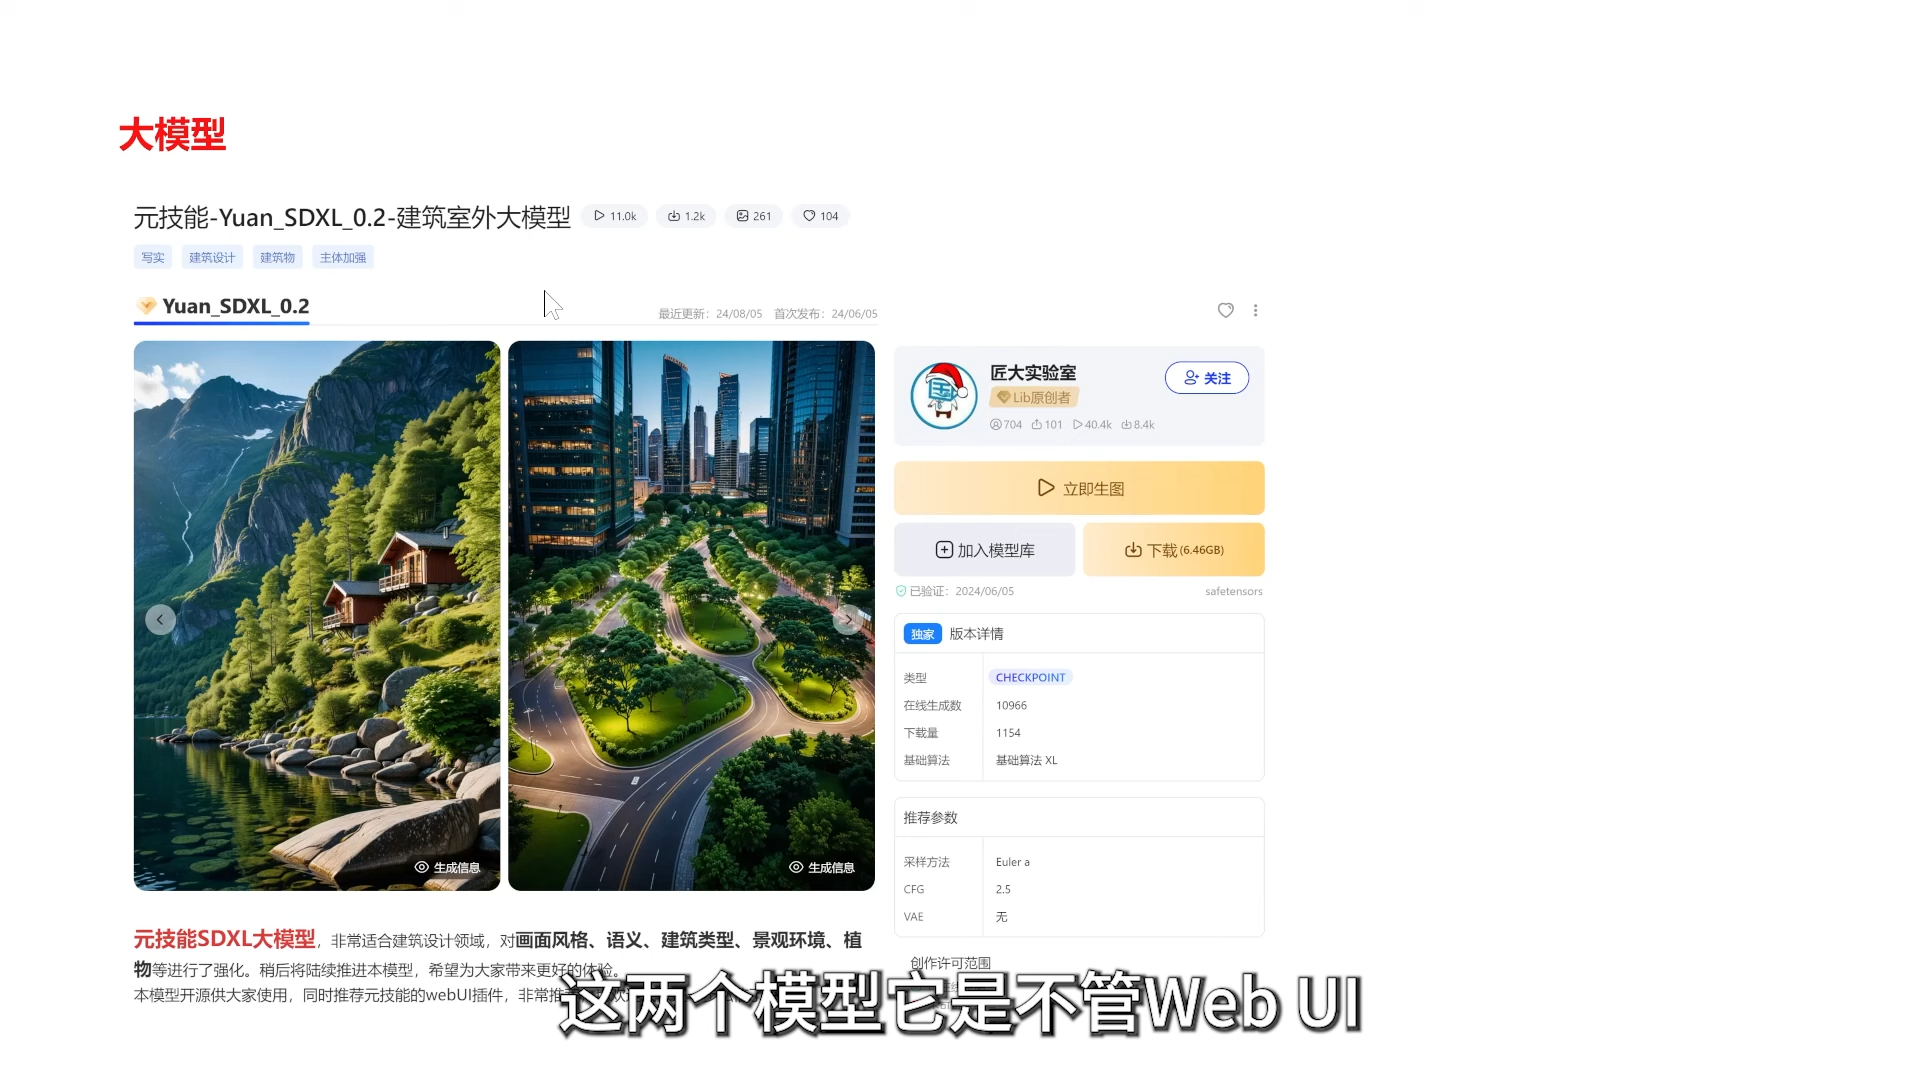 大模型
元技能-Yuan_SDXL_0.2-建筑室外大模型 11.0k 1.2k 261 104
写实 建筑设计 建筑物 主体加强
Yuan_SDXL_0.2
最近更新：24/08/05 首次发布：24/06/05
匠大实验室
Lib原创者
704 101 40.4k 8.4k
关注
立即生图
加入模型库
下载(6.46GB)
已验证：2024/06/05
safetensors
独家 版本详情
类型 CHECKPOINT
在线生成数 10966
下载量 1154
基础算法 基础算法 XL
推荐参数
采样方法 Euler a
CFG 2.5
VAE 无
生成信息
生成信息
元技能SDXL大模型，非常适合建筑设计领域，对画面风格、语义、建筑类型、景观环境、植
物等进行了强化。稍后将陆续推进本模型，希望为大家带来更好的体验。
本模型开源供大家使用，同时推荐元技能的webUI插件，非常推
创作许可范围
这两个模型它是不管Web UI